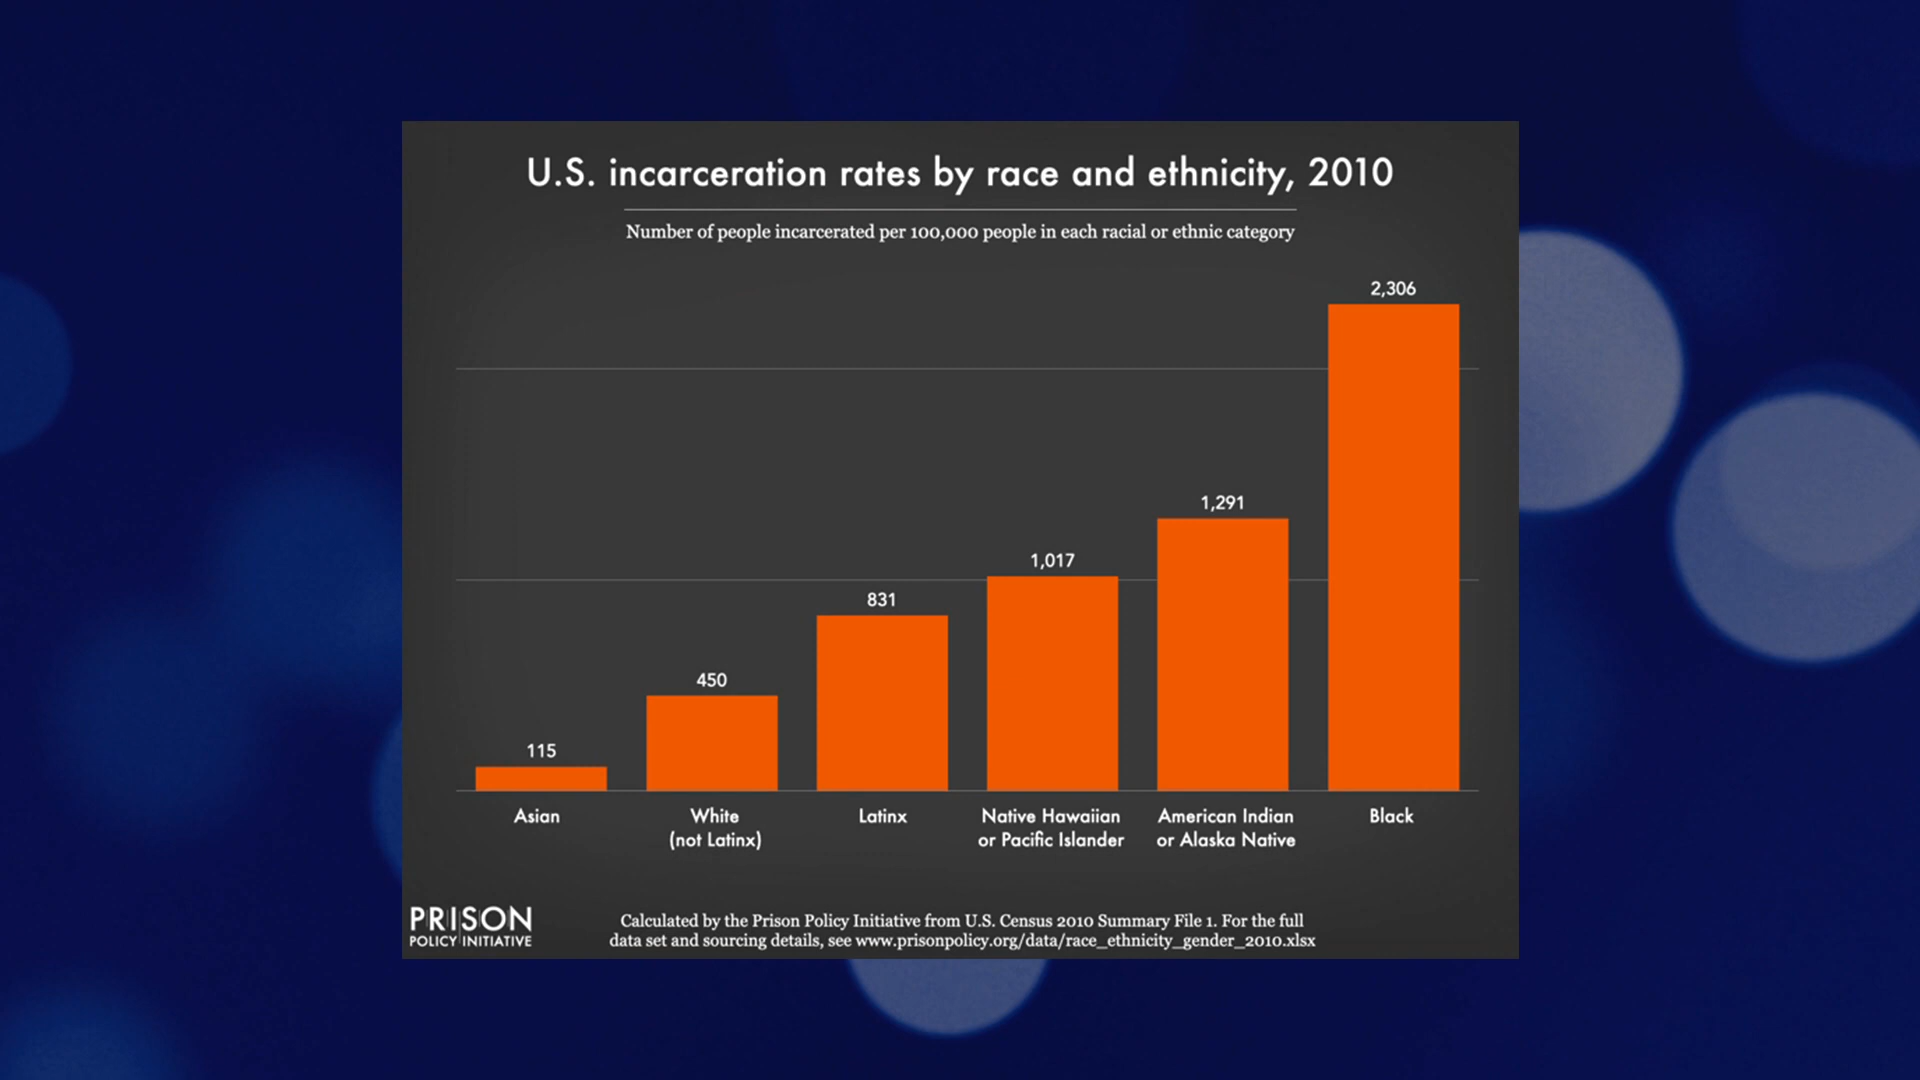 U.S. incarceration rates by race and ethnicity, 2010
Number of people incarcerated per 100,000 people in each racial or ethnic category
115
450
831
1,017
1,291
2,306
Asian
White
(not Latinx)
Latinx
Native Hawaiian
or Pacific Islander
American Indian
or Alaska Native
Black
PRISON
POLICY INITIATIVE
Calculated by the Prison Policy Initiative from U.S. Census 2010 Summary File 1. For the full
data set and sourcing details, see www.prisonpolicy.org/data/race_ethnicity_gender_2010.xlsx